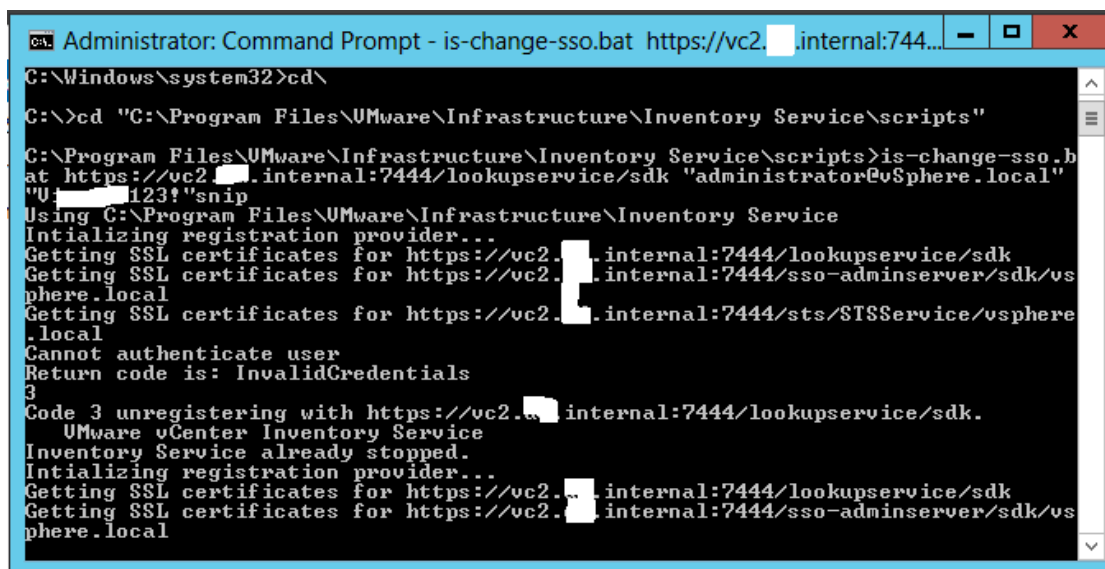 Administrator: Command Prompt - is-change-sso.bat https://vc2. .internal:744...
C:\Windows\system32>cd\
C:\>cd "C:\Program Files\VMware\Infrastructure\Inventory Service\scripts"
C:\Program Files\VMware\Infrastructure\Inventory Service\scripts>is-change-sso.b
at https://vc2. .internal:7444/lookupservice/sdk "administrator@vSphere.local"
"Vi 123!"snip
Using C:\Program Files\VMware\Infrastructure\Inventory Service
Intializing registration provider...
Getting SSL certificates for https://vc2. .internal:7444/lookupservice/sdk
Getting SSL certificates for https://vc2. .internal:7444/sso-adminserver/sdk/vs
phere.local
Getting SSL certificates for https://vc2. .internal:7444/sts/STSService/vsphere
.local
Cannot authenticate user
Return code is: InvalidCredentials
3
Code 3 unregistering with https://vc2. .internal:7444/lookupservice/sdk.
VMware vCenter Inventory Service
Inventory Service already stopped.
Intializing registration provider...
Getting SSL certificates for https://vc2. .internal:7444/lookupservice/sdk
Getting SSL certificates for https://vc2. .internal:7444/sso-adminserver/sdk/vs
phere.local